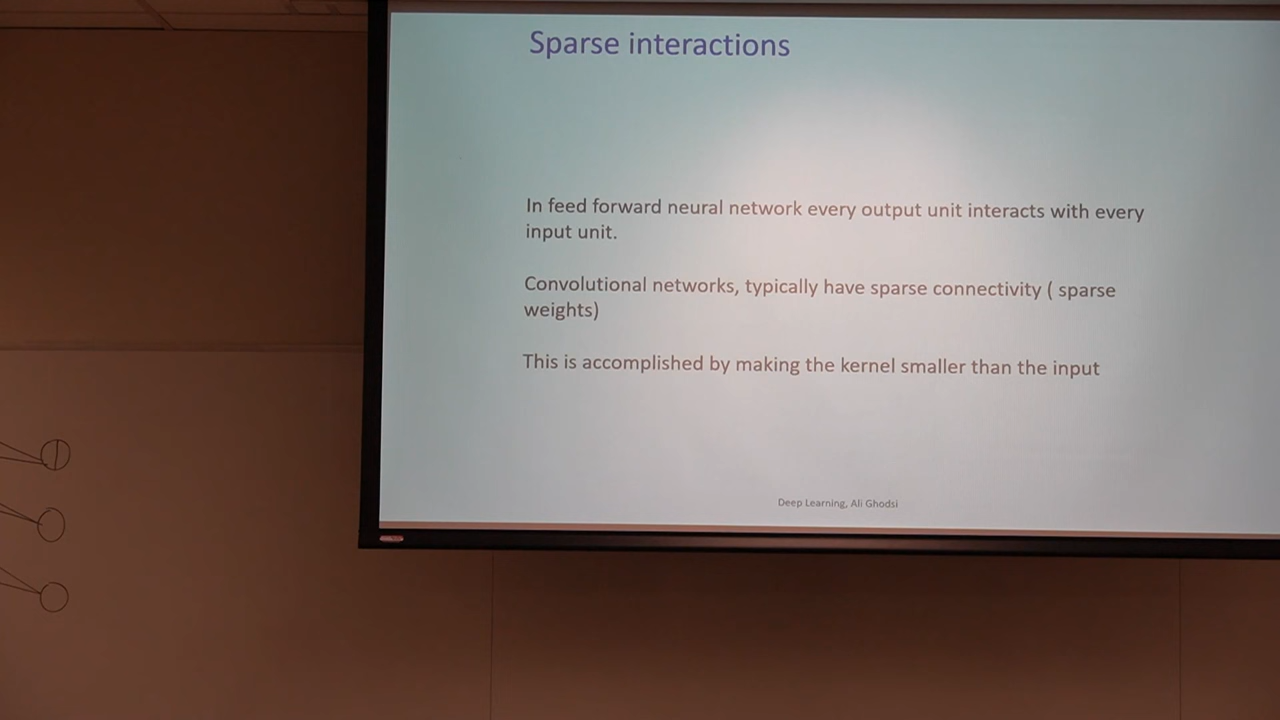 Sparse interactions
In feed forward neural network every output unit interacts with every
input unit.
Convolutional networks, typically have sparse connectivity ( sparse
weights)
This is accomplished by making the kernel smaller than the input
Deep Learning, Ali Ghodsi